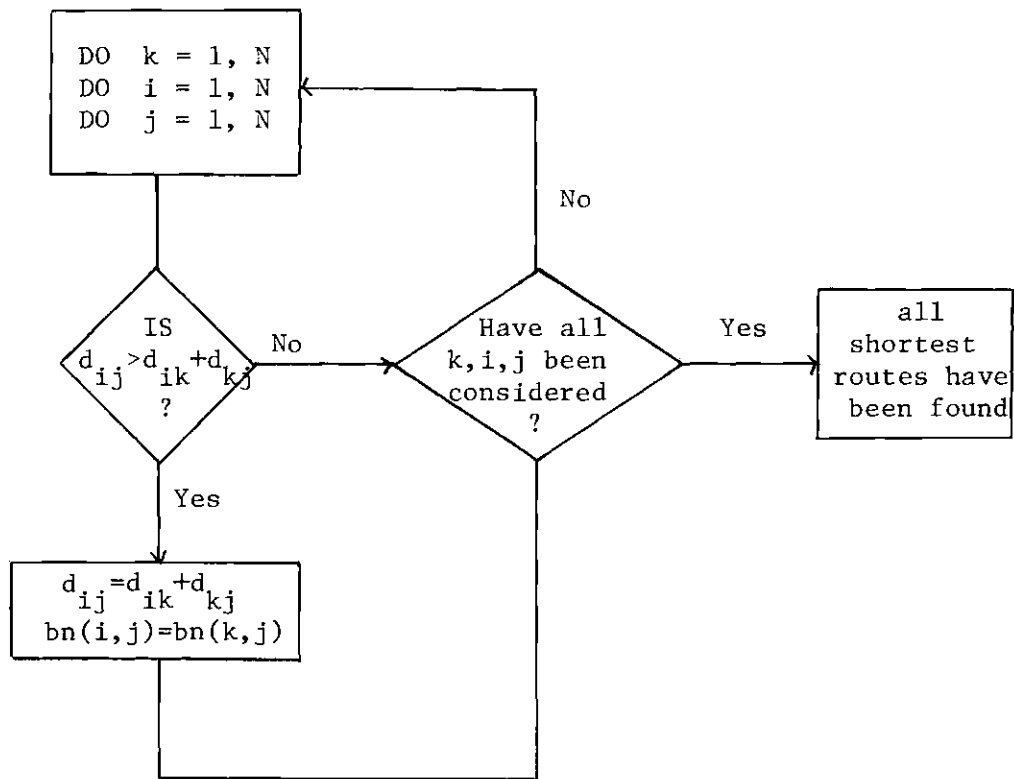 DO k = 1, N
DO i = 1, N
DO j = 1, N
No
IS
d_ij>d_ik+d_kj
?
No
Have all
k,i,j been
considered
?
Yes
all
shortest
routes have
been found
Yes
d_ij=d_ik+d_kj
bn(i,j)=bn(k,j)